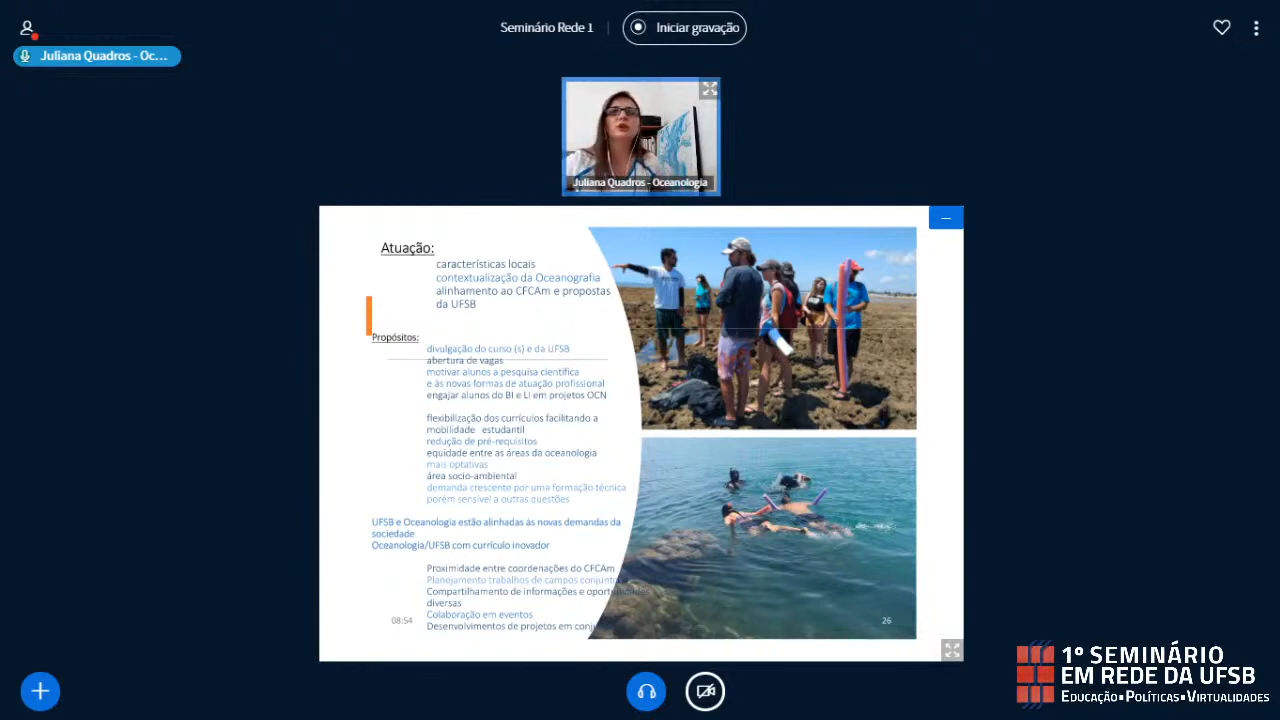 Seminário Rede 1
Iniciar gravação
Juliana Quadros - Oc...
Juliana Quadros - Oceanologia
Atuação:
características locais
contextualização da Oceanografia
alinhamento ao CFCAm e propostas
da UFSB
Propósitos:
divulgação do curso (s) e da UFSB
abertura de vagas
motivar alunos a pesquisa científica
e às novas formas de atuação profissional
engajar alunos do BI e LI em projetos OCN
flexibilização dos currículos facilitando a
mobilidade estudantil
redução de pré-requisitos
equidade entre as áreas da oceanologia
mais optativas
área socio-ambiental
demanda crescente por uma formação técnica
porém sensível a outras questões
UFSB e Oceanologia estão alinhadas às novas demandas da
sociedade
Oceanologia/UFSB com currículo inovador
Proximidade entre coordenações do CFCAm
Planejamento trabalhos de campos conjuntos
Compartilhamento de informações e oportunidades
diversas
Colaboração em eventos
Desenvolvimentos de projetos em
08:54
26
1º SEMINÁRIO
EM REDE DA UFSB
EDUCAÇÃO▪POLÍTICAS▪VIRTUALIDADES